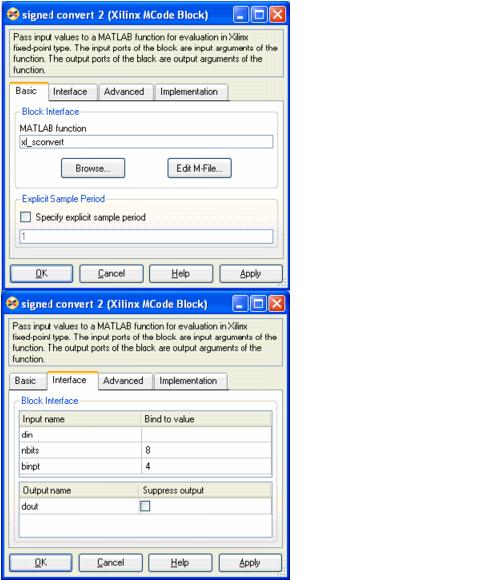 signed convert 2 (Xilinx MCode Block)
Pass input values to a MATLAB function for evaluation in Xilinx
fixed-point type. The input ports of the block are input arguments of the
function. The output ports of the block are output arguments of the
function.
Basic Interface Advanced Implementation
Block Interface
MATLAB function
xl_sconvert
Browse... Edit M-File...
Explicit Sample Period
Specify explicit sample period
1
OK Cancel Help Apply
signed convert 2 (Xilinx MCode Block)
Pass input values to a MATLAB function for evaluation in Xilinx
fixed-point type. The input ports of the block are input arguments of the
function. The output ports of the block are output arguments of the
function.
Basic Interface Advanced Implementation
Block Interface
Input name Bind to value
din
nbits 8
binpt 4
Output name Suppress output
dout
OK Cancel Help Apply